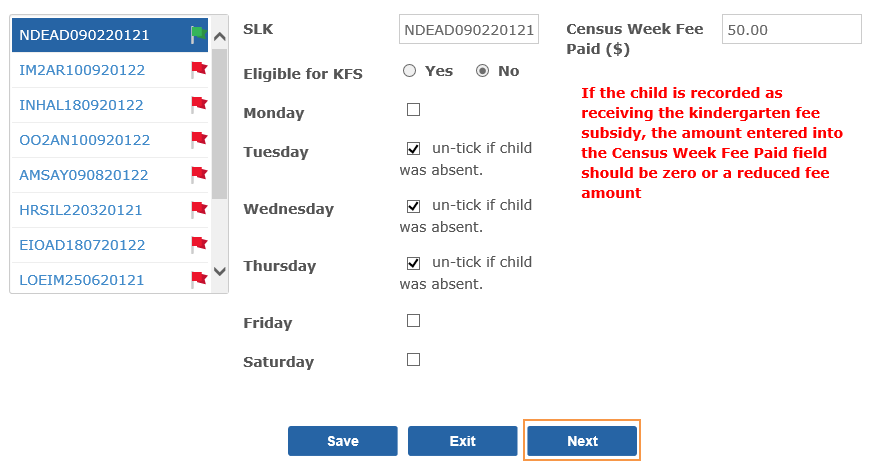 NDEAD090220121
IM2AR100920122
INHAL180920122
OO2AN100920122
AMSAY090820122
HRSIL220320121
EIOAD180720122
LOEIM250620121
SLK
NDEAD090220121
Eligible for KFS
Yes No
Monday
Tuesday
un-tick if child
was absent.
Wednesday
un-tick if child
was absent.
Thursday
un-tick if child
was absent.
Friday
Saturday
Census Week Fee
Paid ($)
50.00
If the child is recorded as
receiving the kindergarten fee
subsidy, the amount entered into
the Census Week Fee Paid field
should be zero or a reduced fee
amount
Save Exit Next